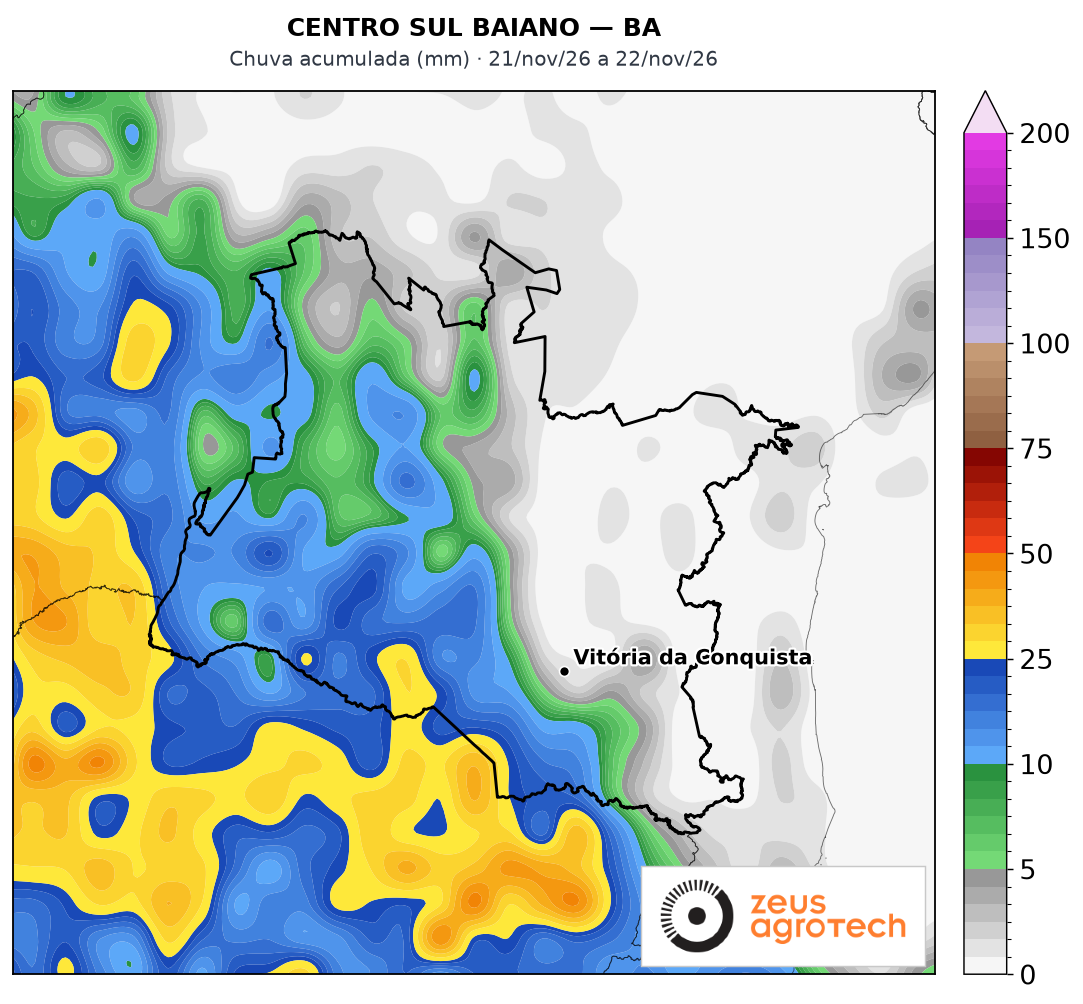 CENTRO SUL BAIANO — BA
Chuva acumulada (mm) · 21/nov/26 a 22/nov/26
200
150
100
75
50
25
10
5
0
Vitória da Conquista
zeus
agroTech